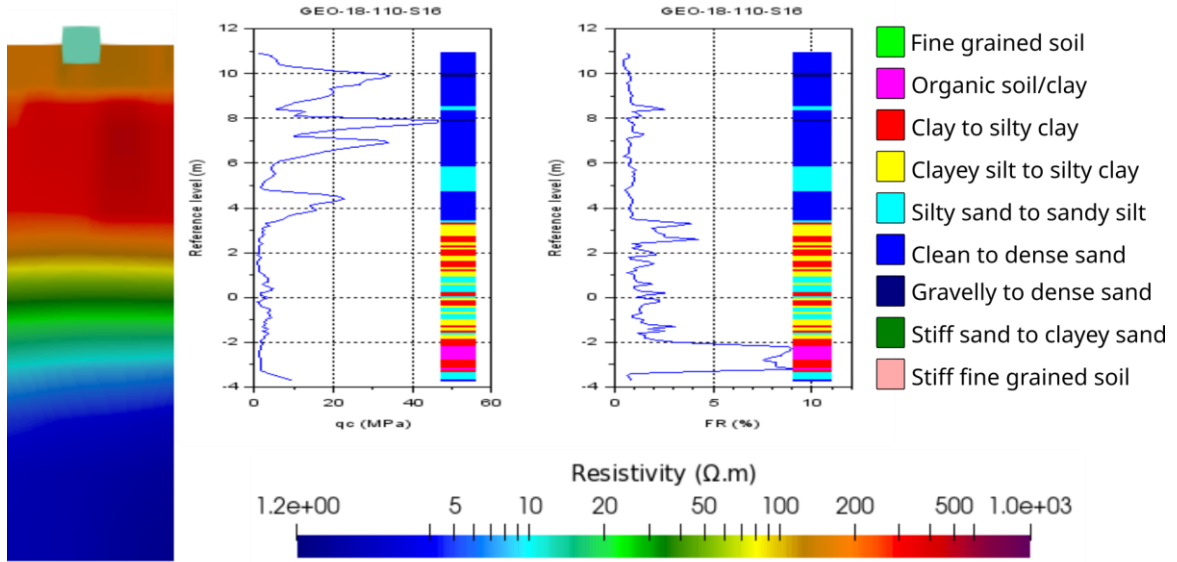 GEO-18-110-S16
12
10
8
6
4
2
0
-2
-4
Reference level (m)
0 20 40 60
qc (MPa)
GEO-18-110-S16
12
10
8
6
4
2
0
-2
-4
Reference level (m)
0 5 10
FR (%)
Fine grained soil
Organic soil/clay
Clay to silty clay
Clayey silt to silty clay
Silty sand to sandy silt
Clean to dense sand
Gravelly to dense sand
Stiff sand to clayey sand
Stiff fine grained soil
Resistivity (Ω.m)
1.2e+00 5 10 20 50 100 200 500 1.0e+03